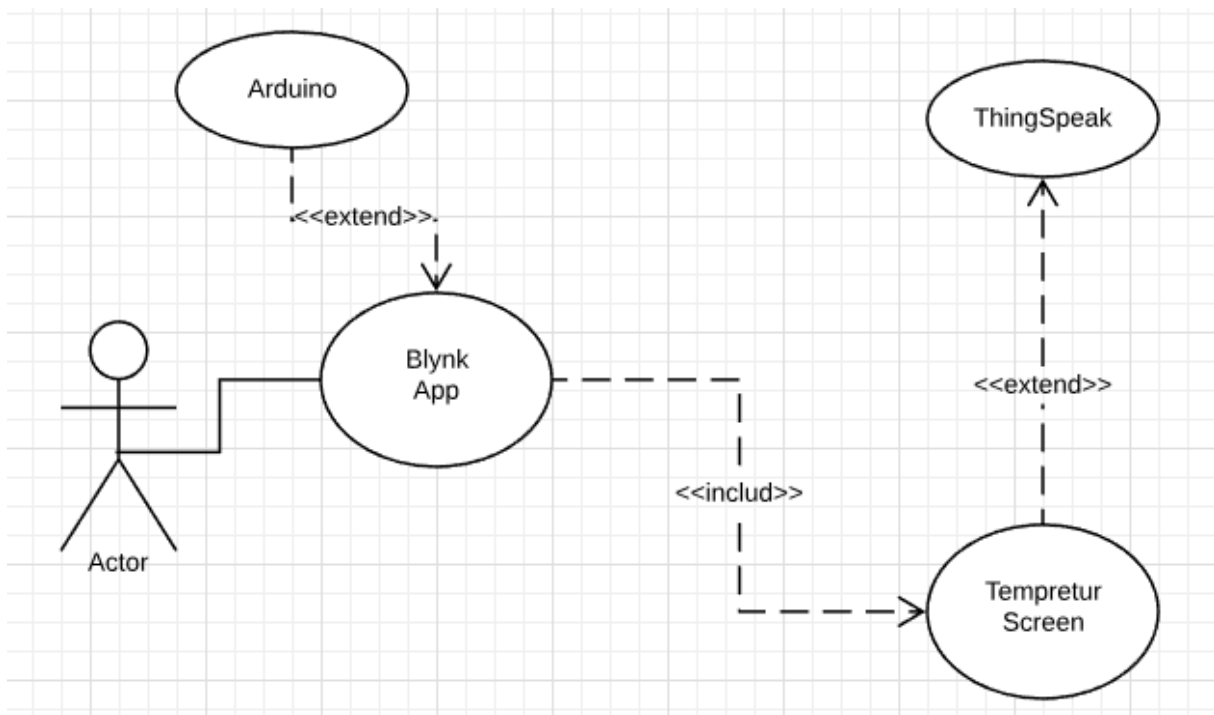 Arduino
ThingSpeak
<<extend>>
Blynk
App
<<extend>>
<<includ>>
Actor
Tempretur
Screen